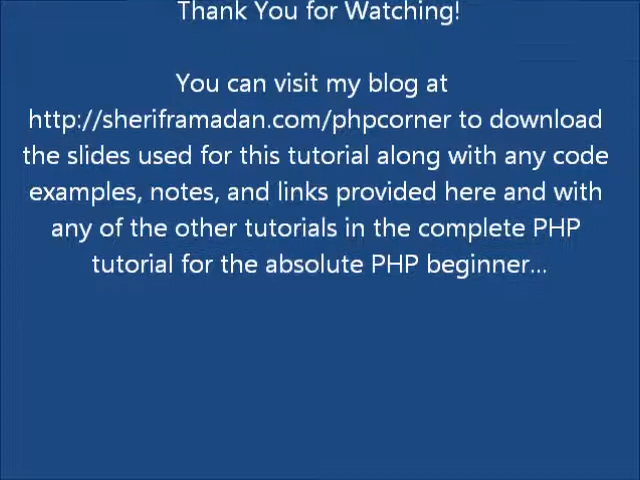 Thank You for Watching!
You can visit my blog at
http://sheriframadan.com/phpcorner to download
the slides used for this tutorial along with any code
examples, notes, and links provided here and with
any of the other tutorials in the complete PHP
tutorial for the absolute PHP beginner...